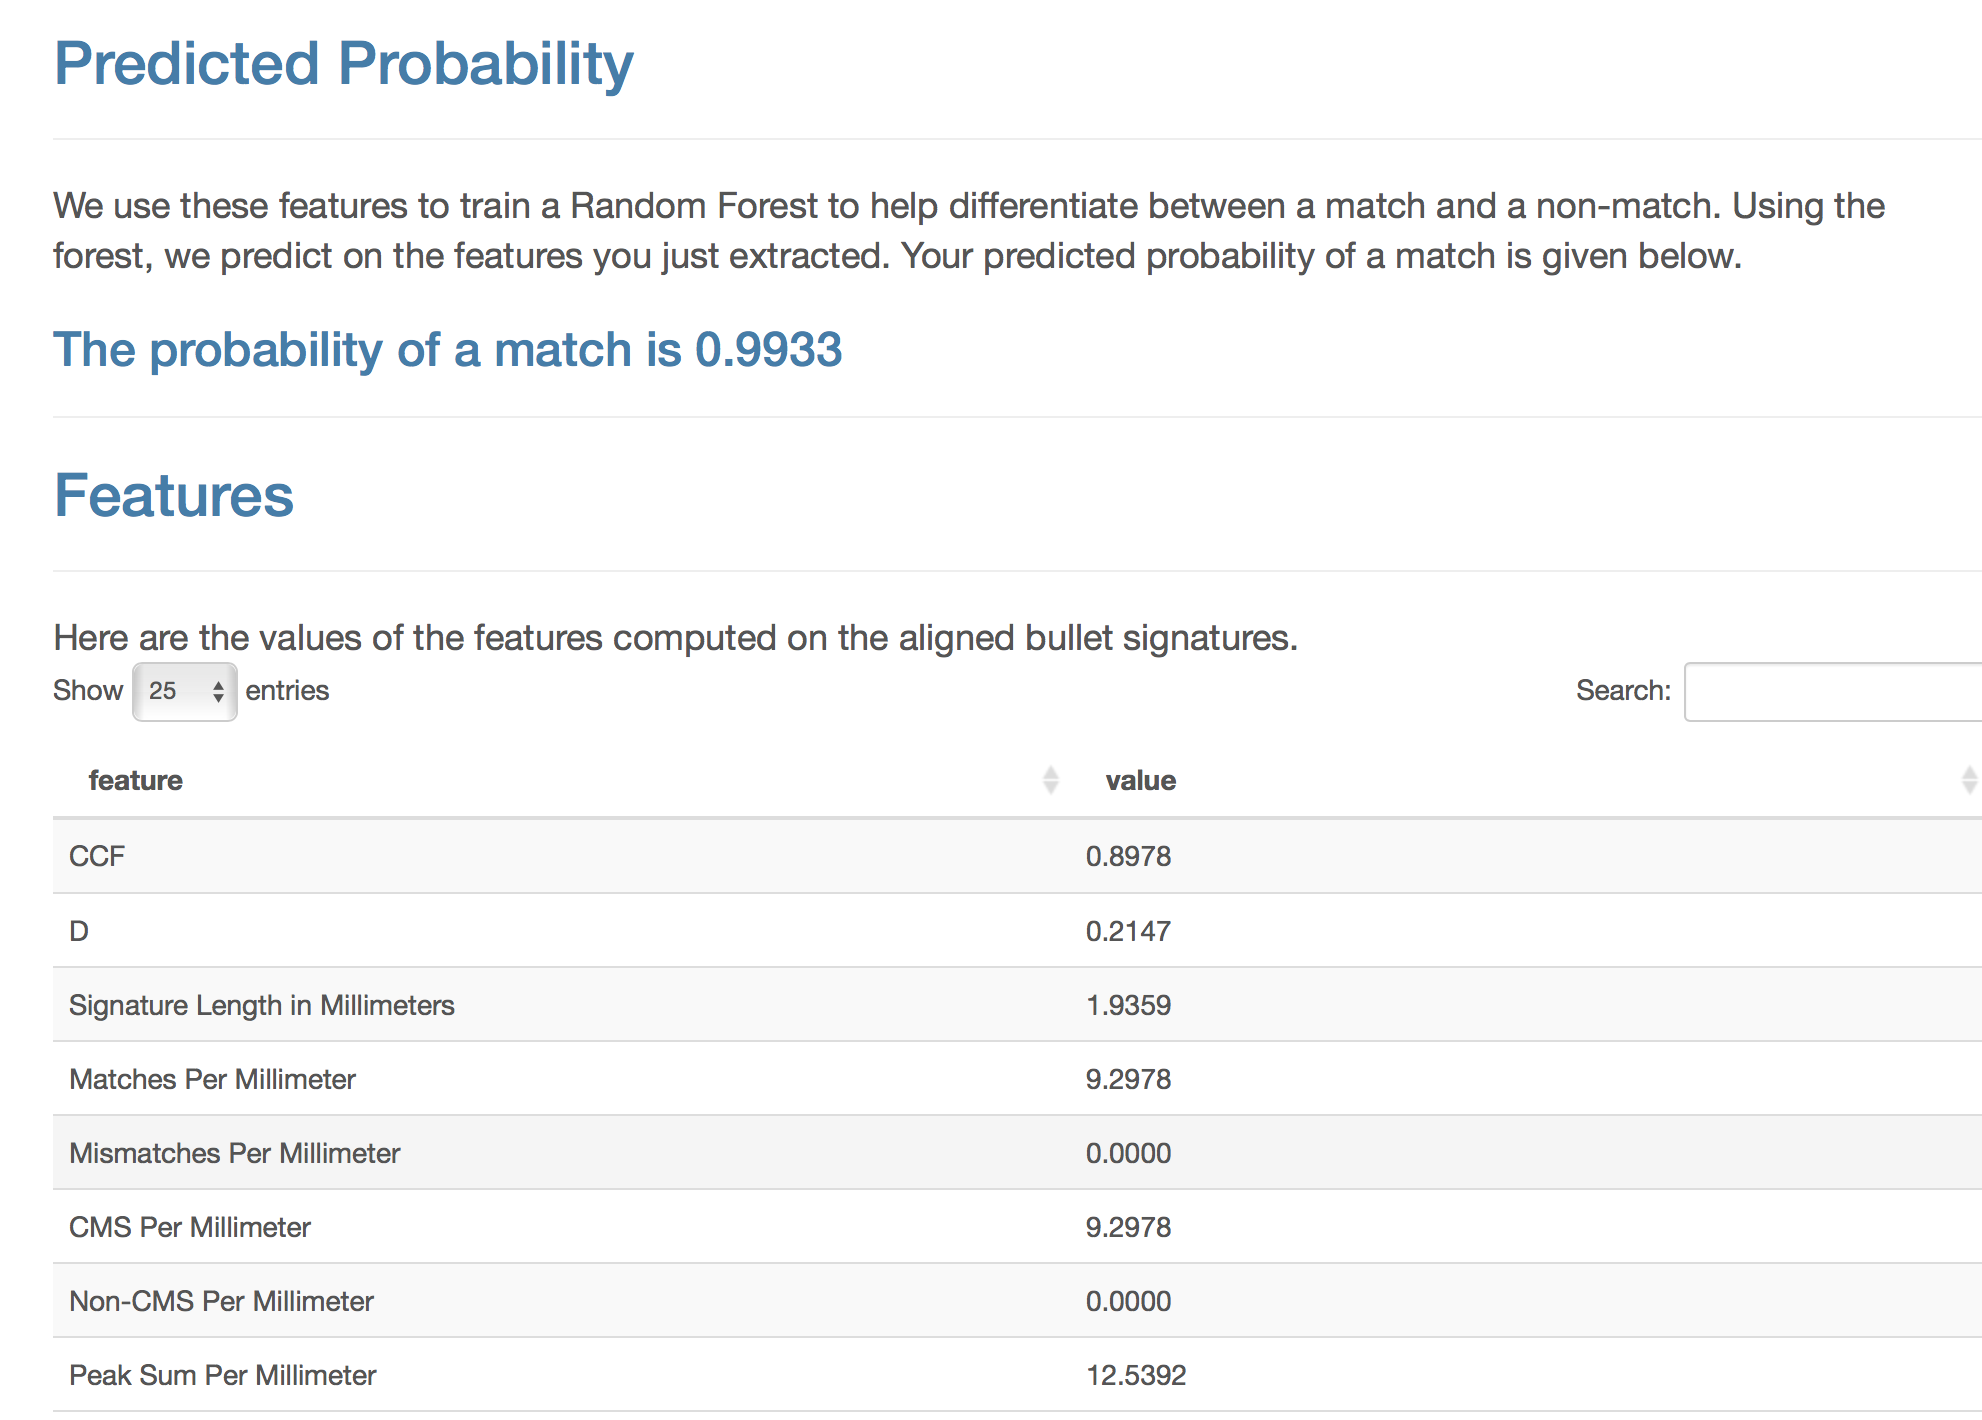 Predicted Probability
We use these features to train a Random Forest to help differentiate between a match and a non-match. Using the
forest, we predict on the features you just extracted. Your predicted probability of a match is given below.
The probability of a match is 0.9933
Features
Here are the values of the features computed on the aligned bullet signatures.
Show 25 entries Search:
feature value
CCF 0.8978
D 0.2147
Signature Length in Millimeters 1.9359
Matches Per Millimeter 9.2978
Mismatches Per Millimeter 0.0000
CMS Per Millimeter 9.2978
Non-CMS Per Millimeter 0.0000
Peak Sum Per Millimeter 12.5392